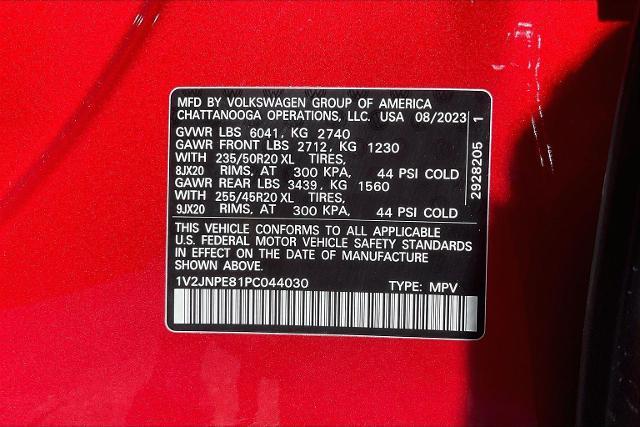 MFD BY VOLKSWAGEN GROUP OF AMERICA
CHATTANOOGA OPERATIONS, LLC. USA 08/2023
GVWR LBS 6041, KG 2740
GAWR FRONT LBS 2712, KG 1230
WITH 235/50R20 XL TIRES,
8JX20 RIMS, AT 300 KPA, 44 PSI COLD
GAWR REAR LBS 3439, KG 1560
WITH 255/45R20 XL TIRES,
9JX20 RIMS, AT 300 KPA, 44 PSI COLD
2928205 1
THIS VEHICLE CONFORMS TO ALL APPLICABLE
U.S. FEDERAL MOTOR VEHICLE SAFETY STANDARDS
IN EFFECT ON THE DATE OF MANUFACTURE
SHOWN ABOVE.
1V2JNPE81PC044030 TYPE: MPV